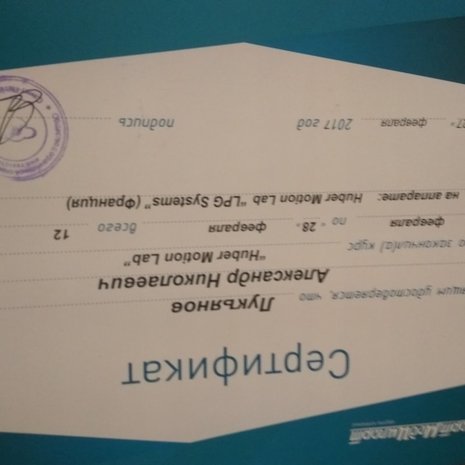 Сертификат
удостоверяется, что
Лукьянов
Александр Николаевич
закончил(а) курс
"Huber Motion Lab"
февраля по "28" февраля всего 12
на аппарате: Huber Motion Lab "LPG Systems" (Франция)
февраля 2017 год подпись